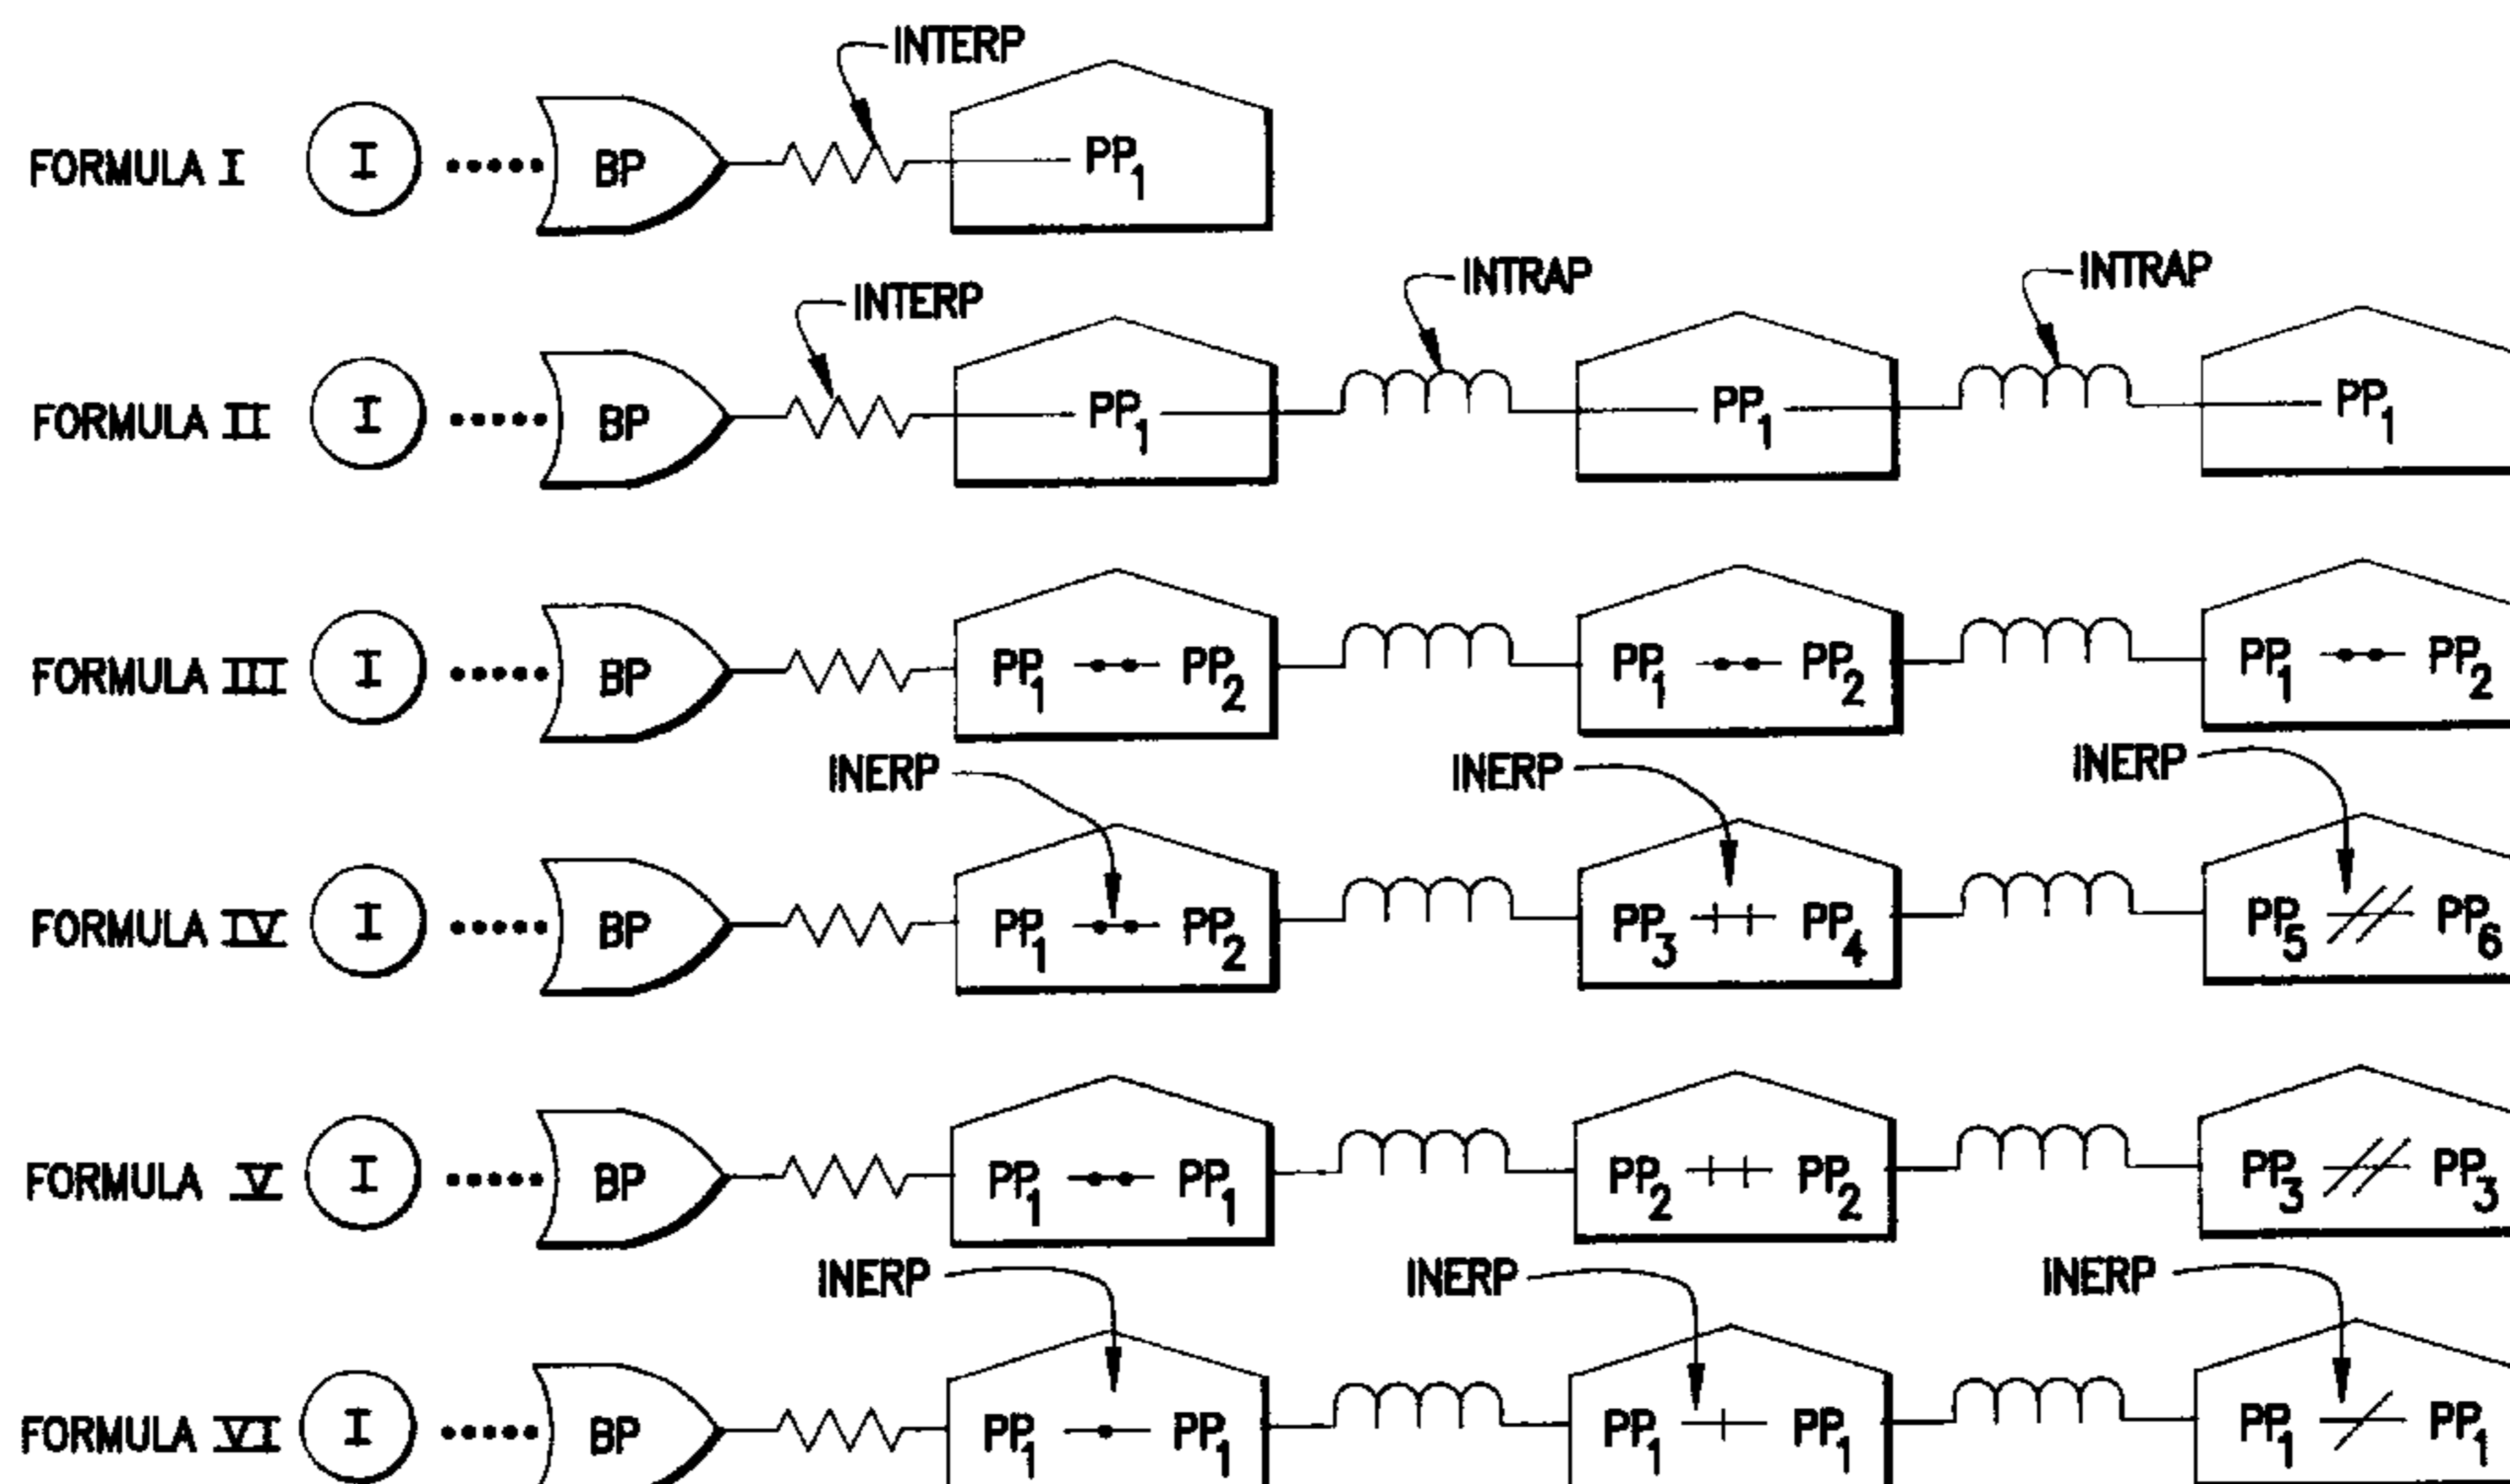 INTERP
FORMULA I I BP PP1
INTERP INTRAP INTRAP
FORMULA II I BP PP1 PP1 PP1
FORMULA III I BP PP1 PP2 PP1 PP2 PP1 PP2
INERP INERP INERP
FORMULA IV I BP PP1 PP2 PP3 PP4 PP5 PP6
FORMULA V I BP PP1 PP1 PP2 PP2 PP3 PP3
INERP INERP INERP
FORMULA VI I BP PP1 PP1 PP1 PP1 PP1 PP1